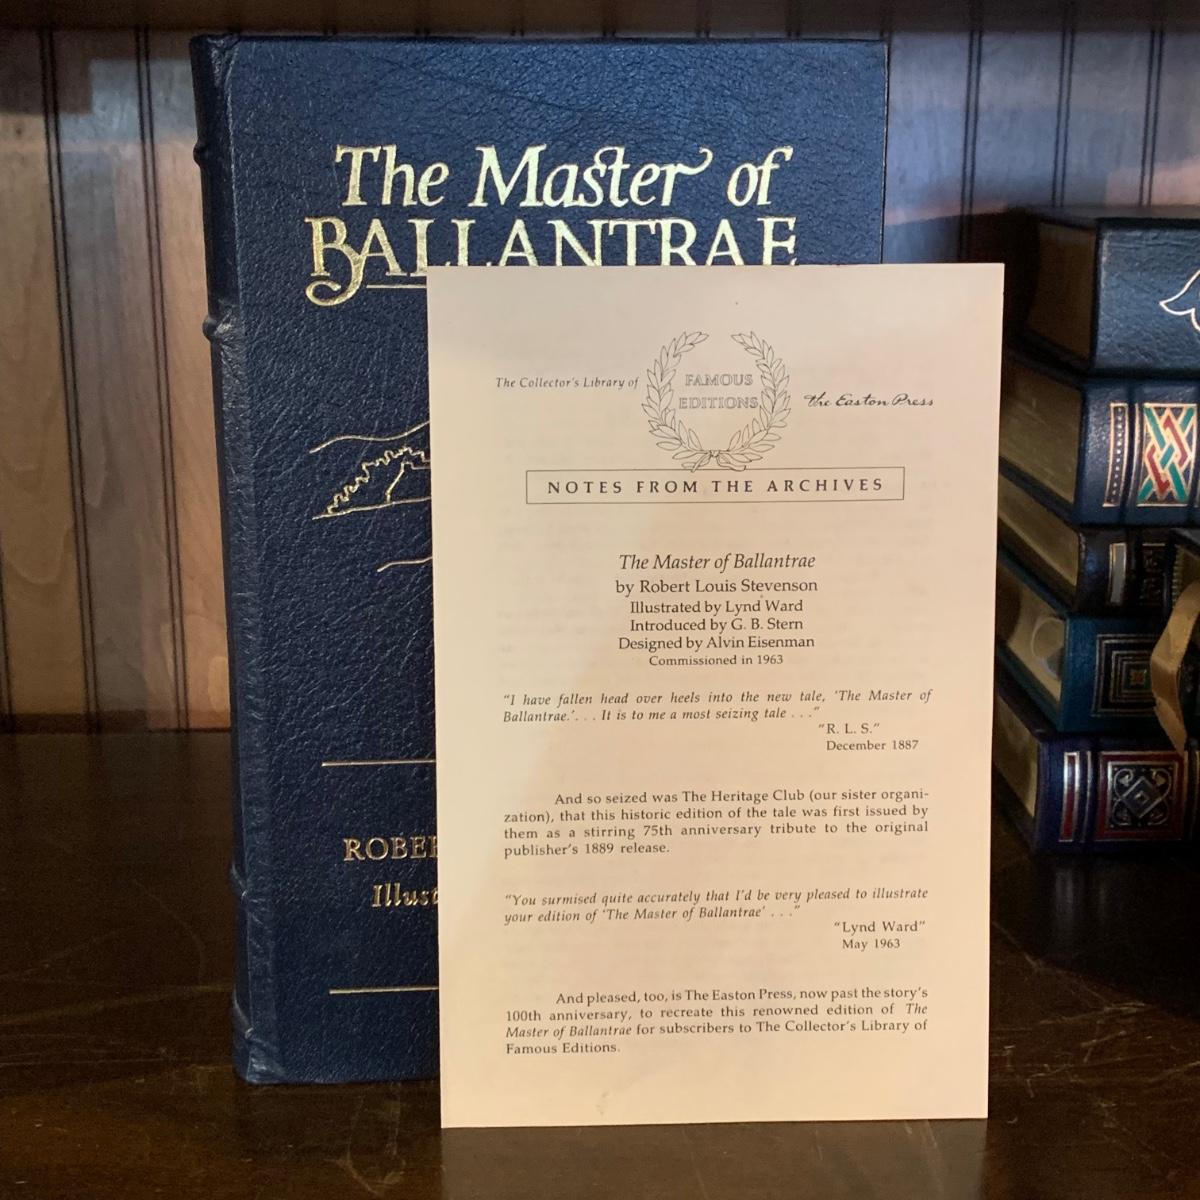 The Master of
BALLANTRAE
The Collector's Library of
FAMOUS
EDITIONS
the Easton Press
NOTES FROM THE ARCHIVES
The Master of Ballantrae
by Robert Louis Stevenson
Illustrated by Lynd Ward
Introduced by G. B. Stern
Designed by Alvin Eisenman
Commissioned in 1963
"I have fallen head over heels into the new tale, 'The Master of
Ballantrae.'. . . It is to me a most seizing tale . . ."
"R. L. S."
December 1887
And so seized was The Heritage Club (our sister organi-
zation), that this historic edition of the tale was first issued by
them as a stirring 75th anniversary tribute to the original
publisher's 1889 release.
"You surmised quite accurately that I'd be very pleased to illustrate
your edition of 'The Master of Ballantrae' . . ."
"Lynd Ward"
May 1963
And pleased, too, is The Easton Press, now past the story's
100th anniversary, to recreate this renowned edition of The
Master of Ballantrae for subscribers to The Collector's Library of
Famous Editions.
ROBE
Illust